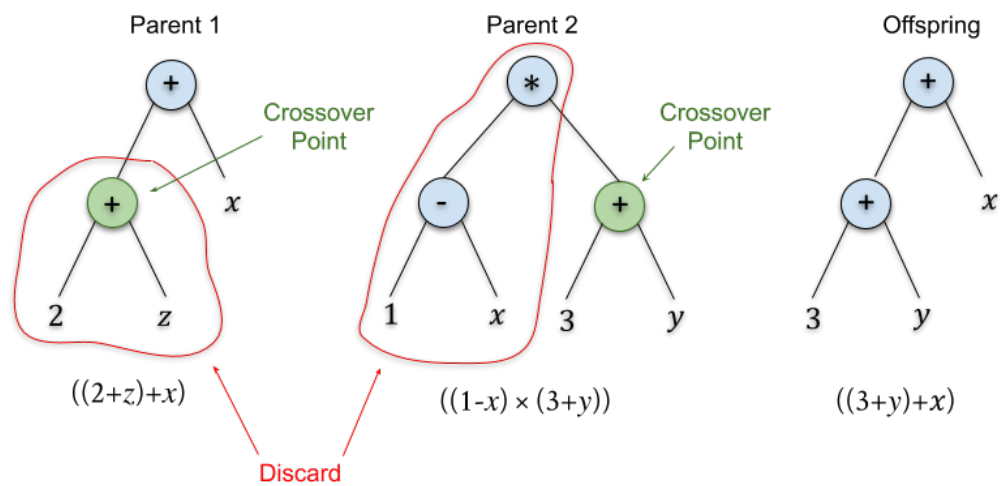 Parent 1
Parent 2
Offspring
+
*
+
Crossover
Point
Crossover
Point
+
x
-
+
+
x
2
z
1
x
3
y
3
y
((2+z)+x)
((1-x) × (3+y))
((3+y)+x)
Discard